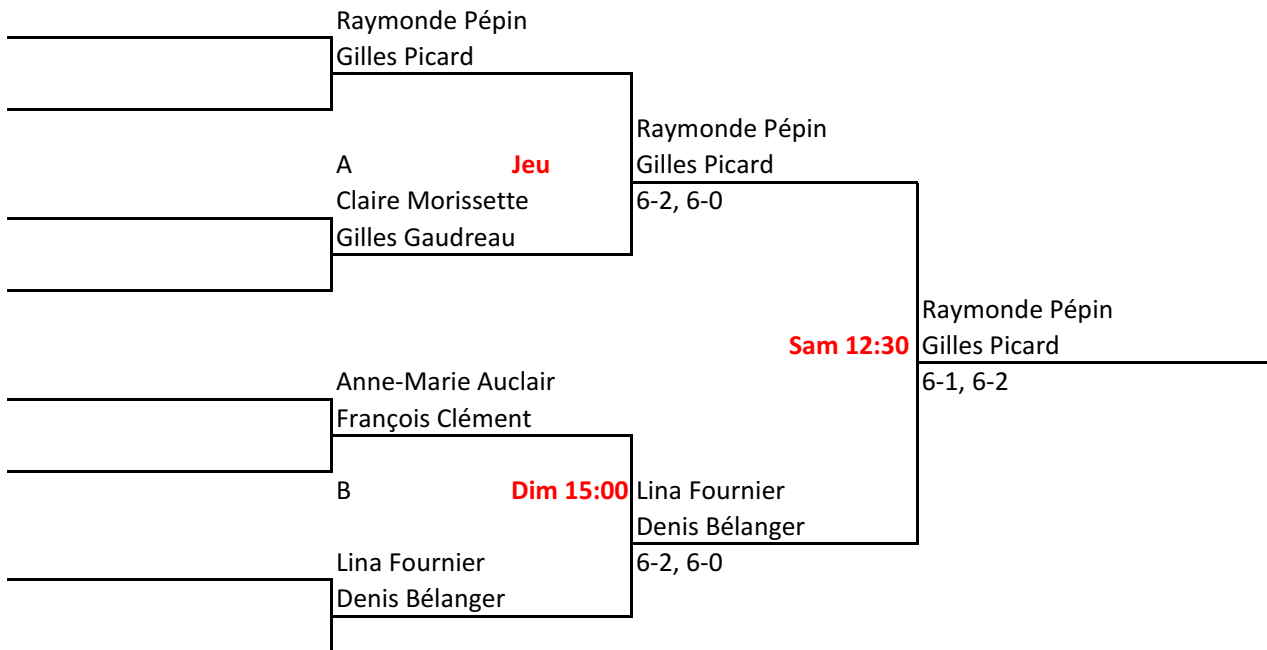 Raymonde Pépin
Gilles Picard
Raymonde Pépin
A Jeu Gilles Picard
Claire Morissette 6-2, 6-0
Gilles Gaudreau
Raymonde Pépin
Sam 12:30 Gilles Picard
Anne-Marie Auclair 6-1, 6-2
François Clément
B Dim 15:00 Lina Fournier
Denis Bélanger
Lina Fournier 6-2, 6-0
Denis Bélanger